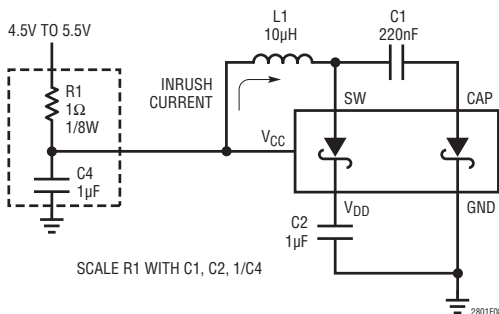 4.5V TO 5.5V
R1
1Ω
1/8W
C4
1µF
INRUSH
CURRENT
L1
10µH
C1
220nF
SW
CAP
VCC
VDD
GND
C2
1µF
SCALE R1 WITH C1, C2, 1/C4
2801F08